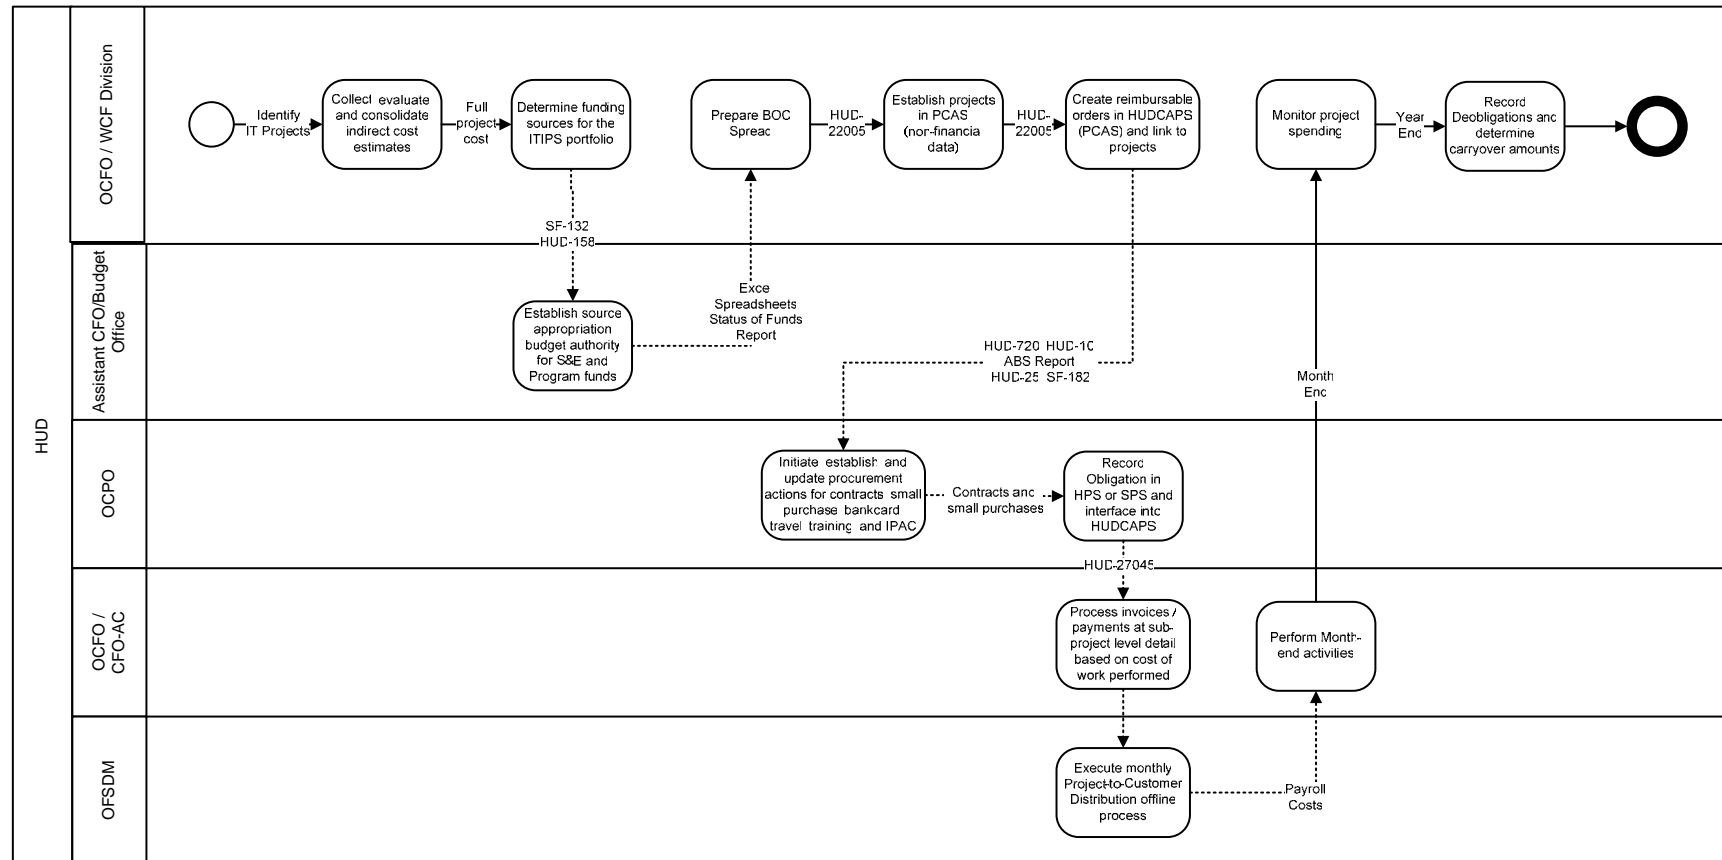 HUD
OCFO / WCF Division
Identify
IT Projects
Collect evaluate
and consolidate
indirect cost
estimates
Full
project
cost
Determine funding
sources for the
ITIPS portfolio
Prepare BOC
Spread
HUD-
22005
Establish projects
in PCAS
(non-financia
data)
HUD-
22005
Create reimbursable
orders in HUDCAPS
(PCAS) and link to
projects
Monitor project
spending
Year
End
Record
Deobligations and
determine
carryover amounts
SF-132
HUD-158
Assistant CFO/Budget
Office
Establish source
appropriation
budget authority
for S&E and
Program funds
Exce
Spreadsheets
Status of Funds
Report
HUD-720 HUD-10
ABS Report
HUD-25 SF-182
Month
End
OCPO
Initiate establish and
update procurement
actions for contracts small
purchase bankcard
travel training and IPAC
Contracts and
small purchases
Record
Obligation in
HPS or SPS and
interface into
HUDCAPS
HUD-27045
OCFO /
CFO-AC
Process invoices /
payments at sub-
project level detail
based on cost of
work performed
Perform Month-
end activities
OFSDM
Execute monthly
Project-to-Customer
Distribution offline
process
Payroll
Costs